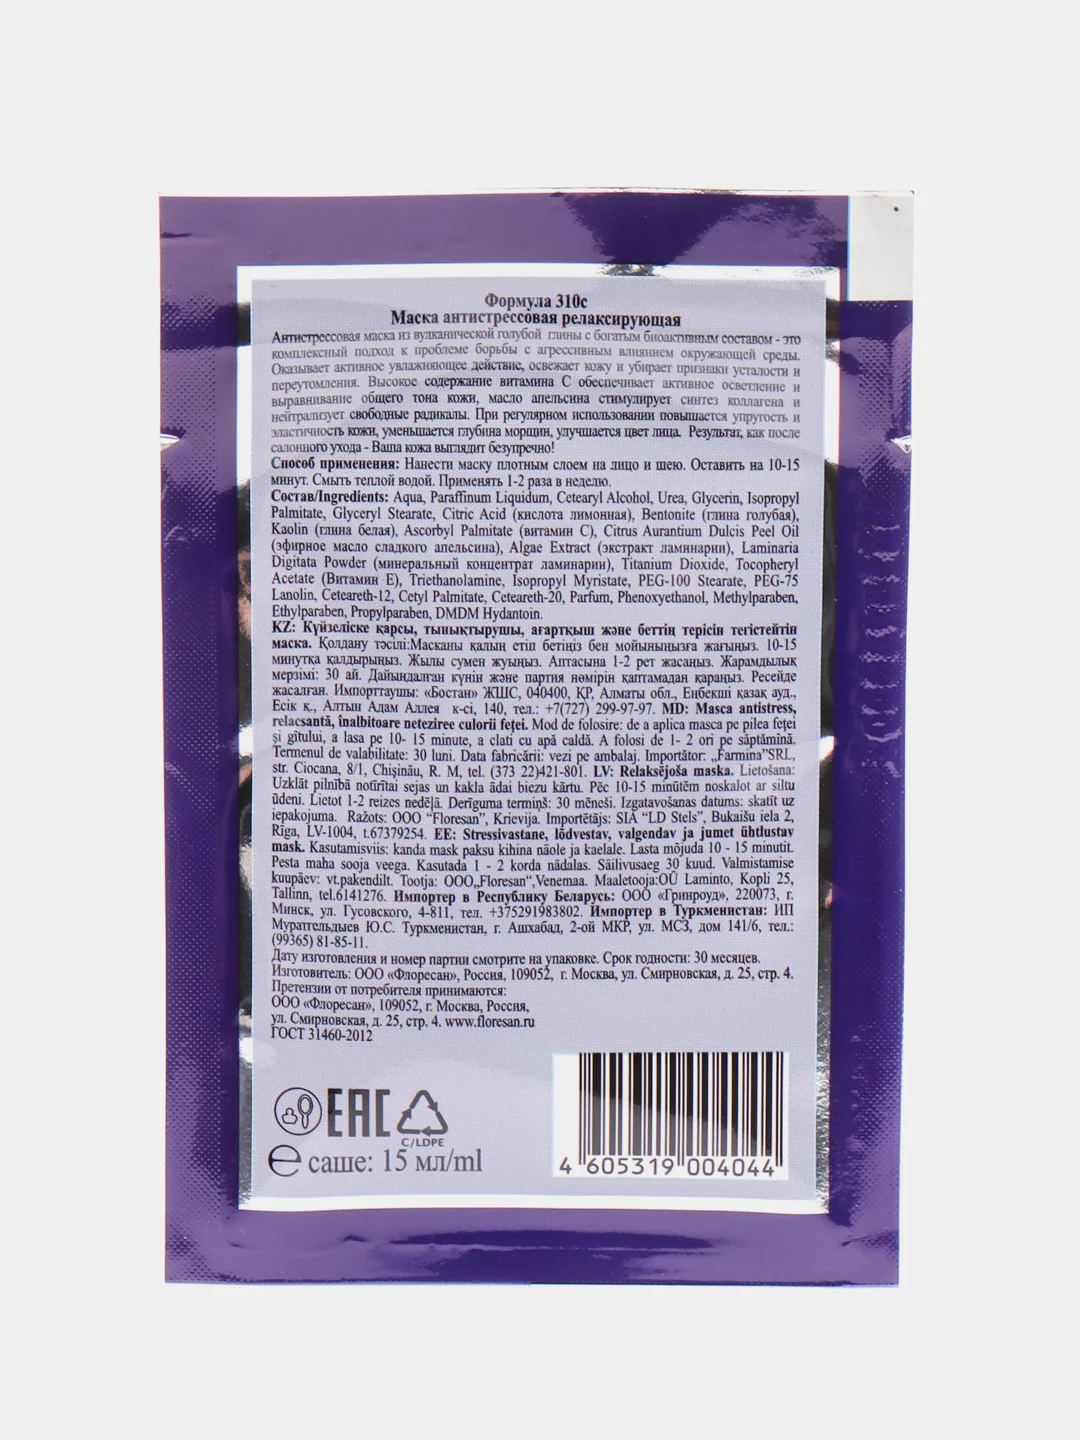 Формула 310с
Маска антистрессовая релаксирующая
Антистрессовая маска из вулканической голубой глины с богатым биоактивным составом - это
комплексный подход к проблеме борьбы с агрессивным влиянием окружающей среды.
Оказывает активное увлажняющее действие, освежает кожу и убирает признаки усталости и
переутомления. Высокое содержание витамина С обеспечивает активное осветление и
выравнивание общего тона кожи, масло апельсина стимулирует синтез коллагена и
нейтрализует свободные радикалы. При регулярном использовании повышается упругость и
эластичность кожи, уменьшается глубина морщин, улучшается цвет лица. Результат, как после
салонного ухода - Ваша кожа выглядит безупречно!
Способ применения: Нанести маску плотным слоем на лицо и шею. Оставить на 10-15
минут. Смыть теплой водой. Применять 1-2 раза в неделю.
Состав/Ingredients: Aqua, Paraffinum Liquidum, Cetearyl Alcohol, Urea, Glycerin, Isopropyl
Palmitate, Glyceryl Stearate, Citric Acid (кислота лимонная), Bentonite (глина голубая),
Kaolin (глина белая), Ascorbyl Palmitate (витамин С), Citrus Aurantium Dulcis Peel Oil
(эфирное масло сладкого апельсина), Algae Extract (экстракт ламинарии), Laminaria
Digitata Powder (минеральный концентрат ламинарии), Titanium Dioxide, Tocopheryl
Acetate (Витамин Е), Triethanolamine, Isopropyl Myristate, PEG-100 Stearate, PEG-75
Lanolin, Ceteareth-12, Cetyl Palmitate, Ceteareth-20, Parfum, Phenoxyethanol, Methylparaben,
Ethylparaben, Propylparaben, DMDM Hydantoin.
KZ: Күйзеліске қарсы, тынықтырушы, ағартқыш және беттің терісін тегістейтін
маска. Қолдану тәсілі:Масканы қалың етіп бетіңіз бен мойыныңызға жағыңыз. 10-15
минутқа қалдырыңыз. Жылы сумен жуыңыз. Аптасына 1-2 рет жасаңыз. Жарамдылық
мерзімі: 30 ай. Дайындалған күнін және партия нөмірін қаптамадан қараңыз. Ресейде
жасалған. Импорттаушы: «Бостан» ЖШС, 040400, ҚР, Алматы обл., Еңбекші қазақ ауд.,
Есік қ., Алтын Адам Аллея к-сі, 140, тел.: +7(727) 299-97-97. MD: Masca antistress,
relacsantă, înalbitoare neteziree culorii feței. Mod de folosire: de a aplica masca pe pilea feței
și gîtului, a lasa pe 10- 15 minute, a clati cu apă caldă. A folosi de 1- 2 ori pe săptămînă.
Termenul de valabilitate: 30 luni. Data fabricării: vezi pe ambalaj. Importător: „Farmina"SRL,
str. Ciocana, 8/1, Chișinău, R. M, tel. (373 22)421-801. LV: Relaksējoša maska. Lietošana:
Uzklāt pilnībā notīrītai sejas un kakla ādai biezu kārtu. Pēc 10-15 minūtēm noskalot ar siltu
ūdeni. Lietot 1-2 reizes nedēļā. Derīguma termiņš: 30 mēneši. Izgatavošanas datums: skatīt uz
iepakojuma. Ražots: OOO “Floresan”, Krievija. Importētājs: SIA “LD Stels”, Bukaišu iela 2,
Rīga, LV-1004, t.67379254. EE: Stressivastane, lõdvestav, valgendav ja jumet ühtlustav
mask. Kasutamisviis: kanda mask paksu kihina näole ja kaelale. Lasta mõjuda 10 - 15 minutit.
Pesta maha sooja veega. Kasutada 1 - 2 korda nädalas. Säilivusaeg 30 kuud. Valmistamise
kuupäev: vt.pakendilt. Tootja: OOO„Floresan",Venemaa. Maaletooja:OÜ Laminto, Kopli 25,
Tallinn, tel.6141276. Импортер в Республику Беларусь: ООО «Гринроуд», 220073, г.
Минск, ул. Гусовского, 4-811, тел. +375291983802. Импортер в Туркменистан: ИП
Мураттельдыев Ю.С. Туркменистан, г. Ашхабад, 2-ой МКР, ул. МСЗ, дом 141/6, тел.:
(99365) 81-85-11.
Дату изготовления и номер партии смотрите на упаковке. Срок годности: 30 месяцев.
Изготовитель: ООО «Флоресан», Россия, 109052, г. Москва, ул. Смирновская, д. 25, стр. 4.
Претензии от потребителя принимаются:
ООО «Флоресан», 109052, г. Москва, Россия,
ул. Смирновская, д. 25, стр. 4. www.floresan.ru
ГОСТ 31460-2012
EAC
C/LDPE
e саше: 15 мл/ml
4 605319 004044